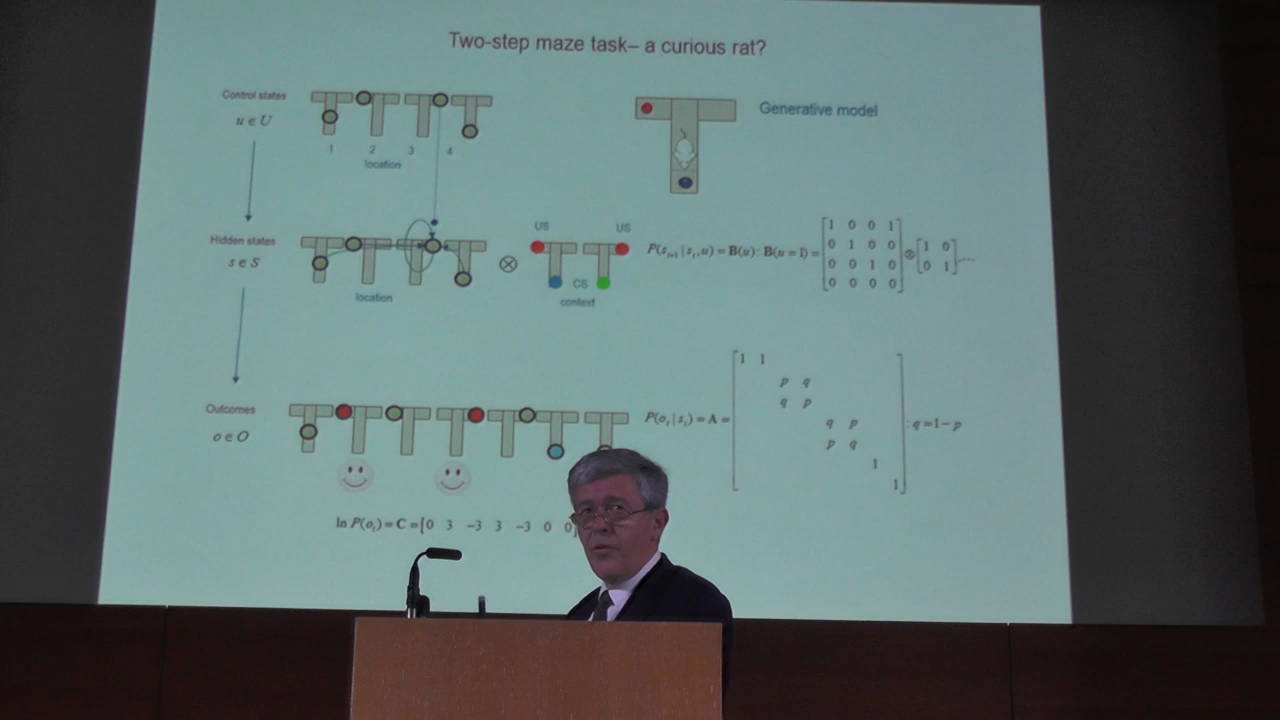 Two-step maze task– a curious rat?
Control states
u ∈ U
1 2 3 4
location
Generative model
Hidden states
s ∈ S
location
US US
CS
context
P(s_{t+1} | s_t, u) = B(u) : B(u = 1) =
1 0 0 1
0 1 0 0
0 0 1 0
0 0 0 0
⊗
1 0
0 1
,....
Outcomes
o ∈ O
P(o_t | s_t) = A =
1 1
p q
q p
q p
p q
1
1
: q = 1 − p
ln P(o_t) = C = [0 3 −3 3 −3 0 0]